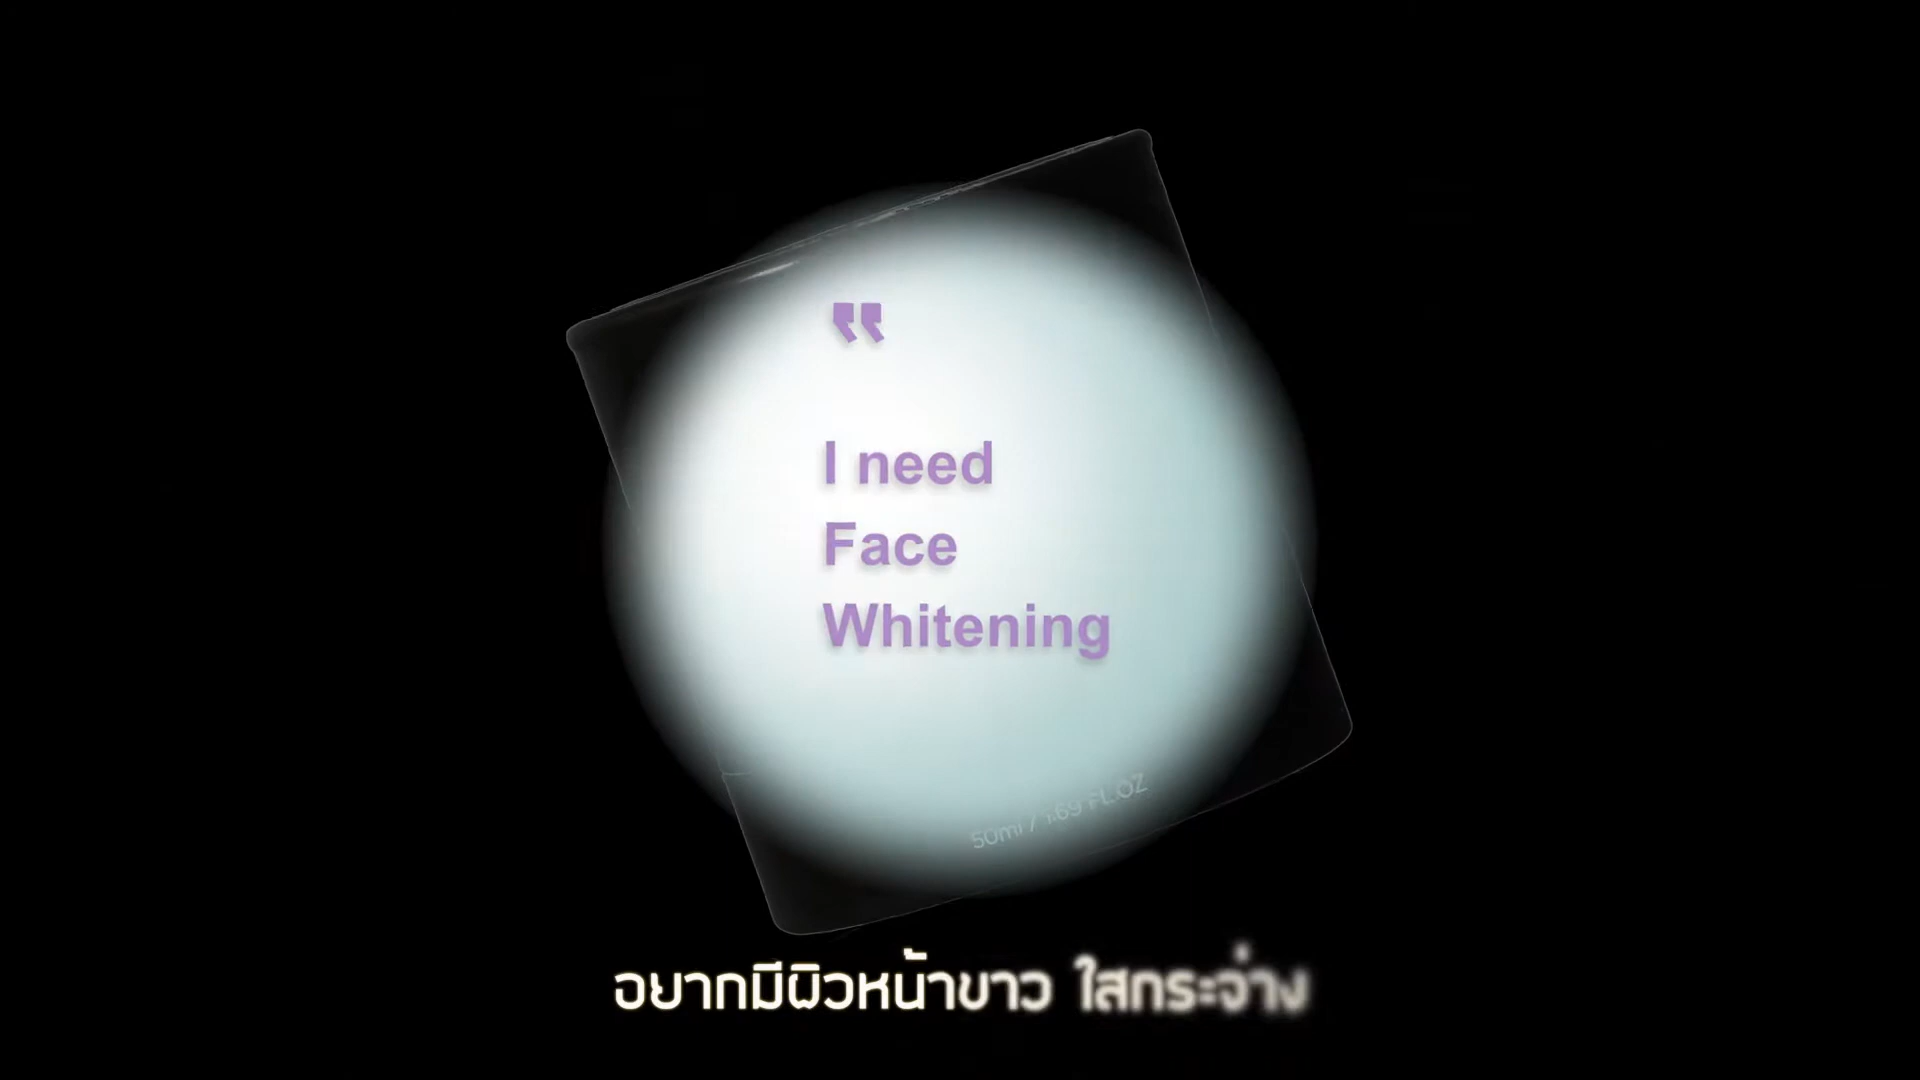 "
I need
Face
Whitening
50ml / 1.69 FL.OZ
อยากมีผิวหน้าขาว ใสกระจ่าง